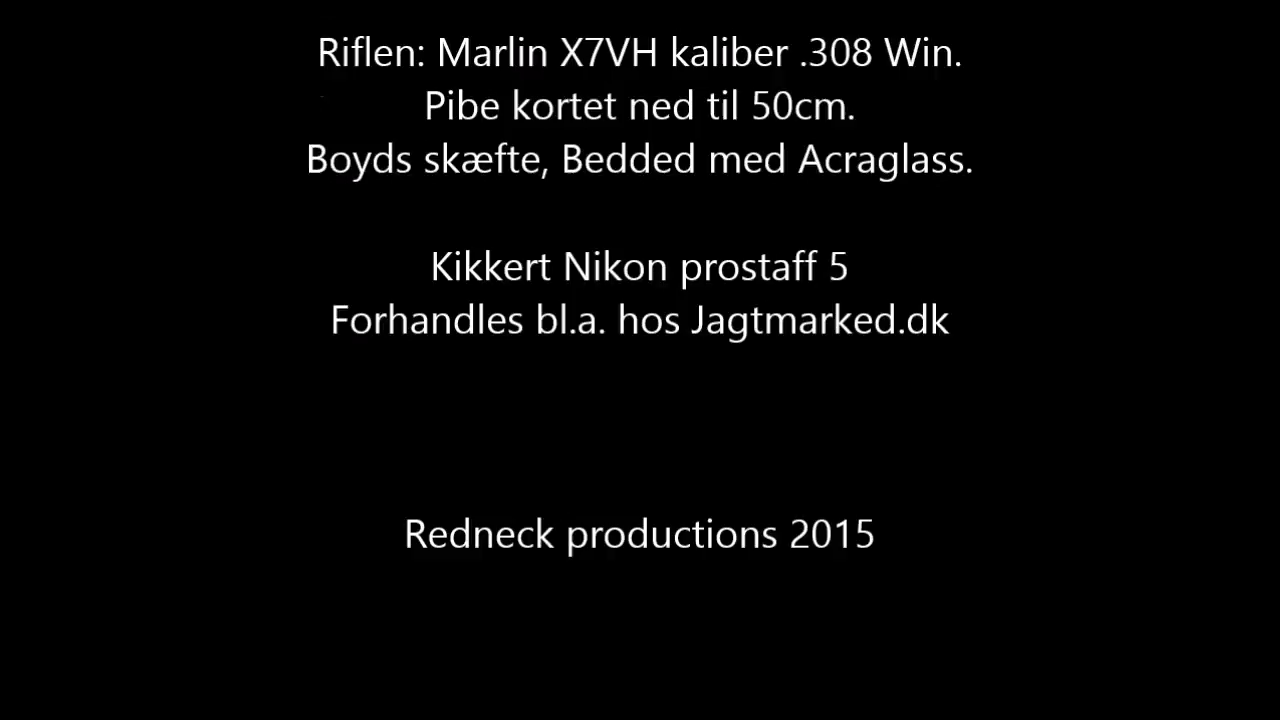 Riflen: Marlin X7VH kaliber .308 Win.
Pibe kortet ned til 50cm.
Boyds skæfte, Bedded med Acraglass.
Kikkert Nikon prostaff 5
Forhandles bl.a. hos Jagtmarked.dk
Redneck productions 2015